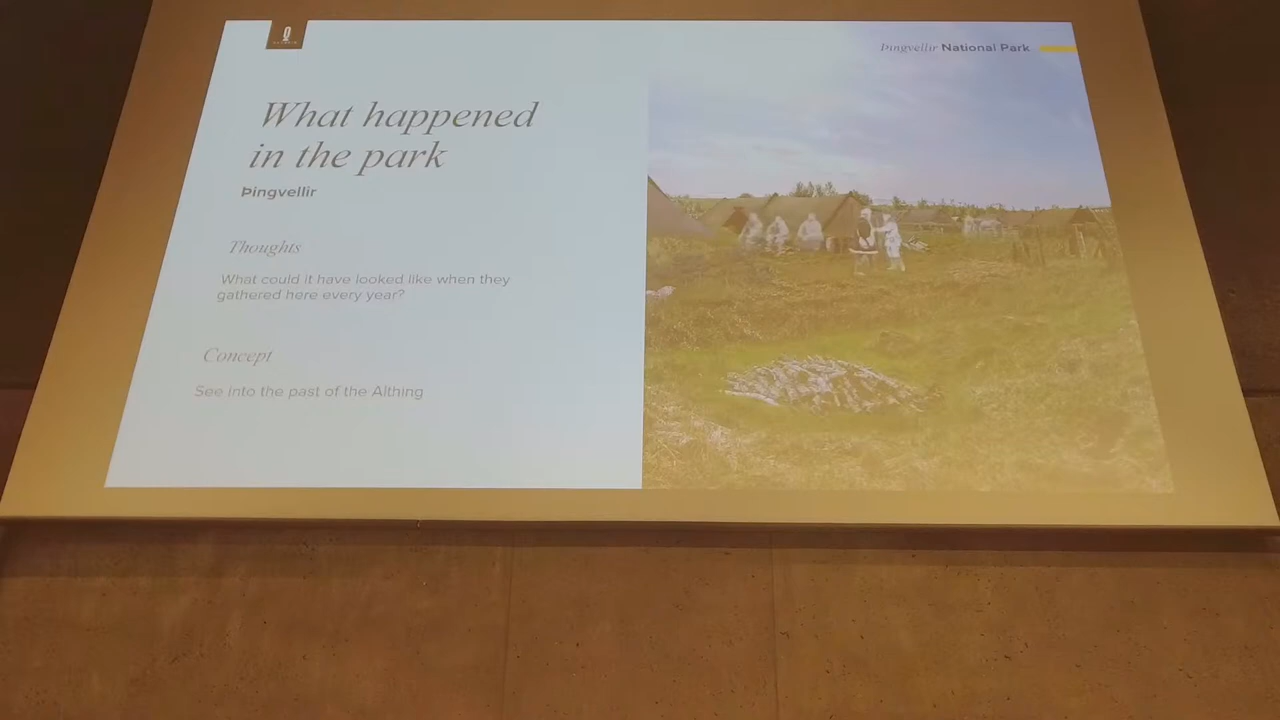 Þingvellir National Park
What happened
in the park
Þingvellir
Thoughts
What could it have looked like when they
gathered here every year?
Concept
See into the past of the Althing